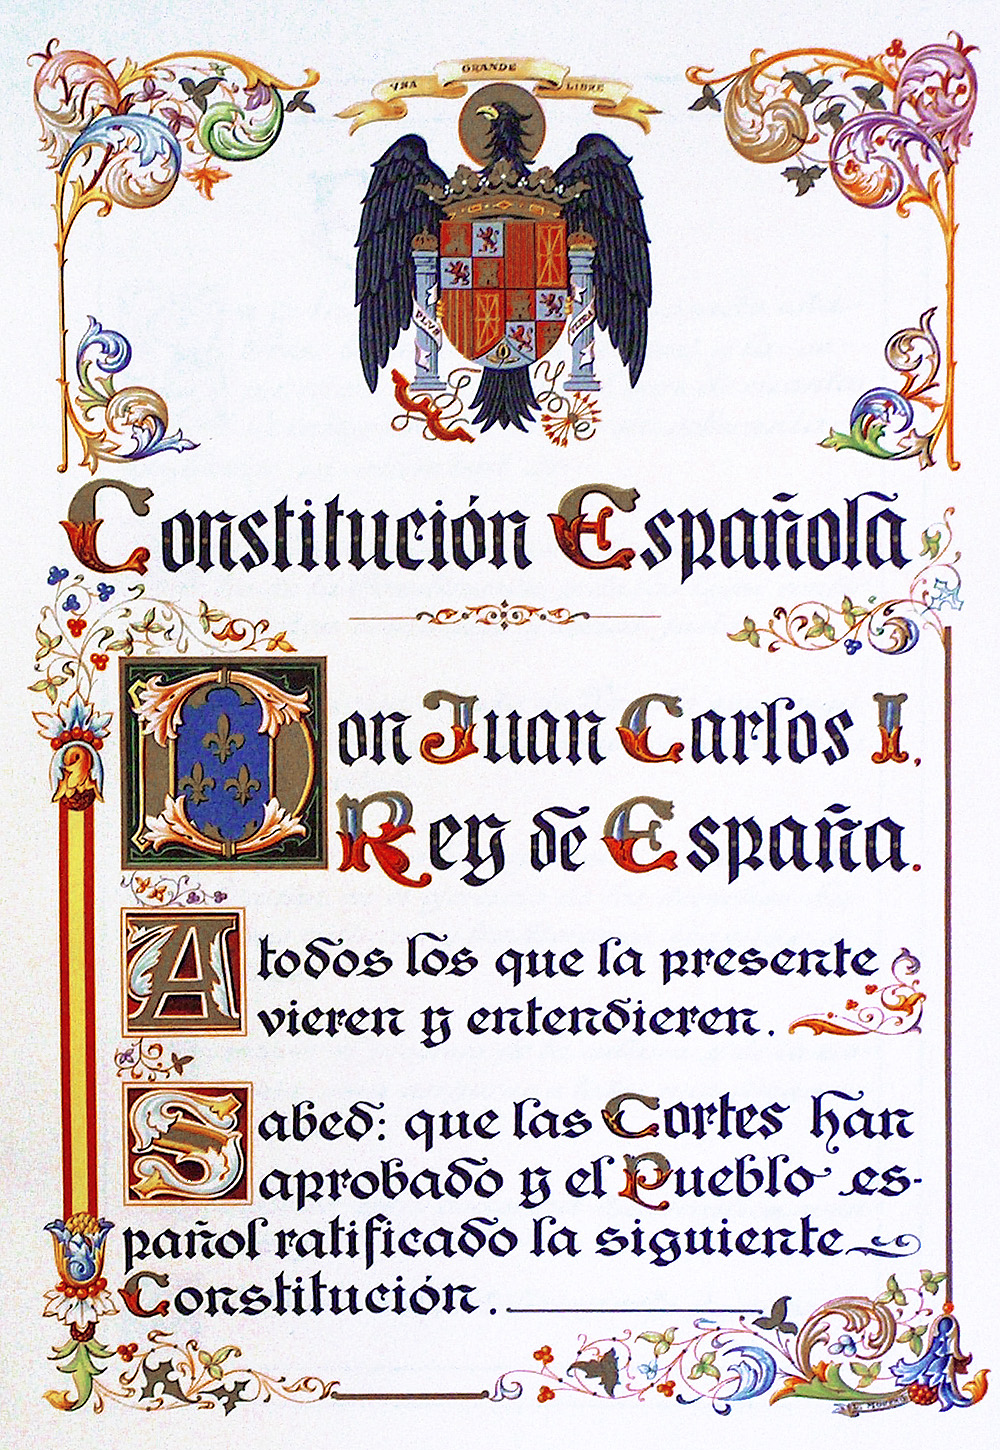 VNA GRANDE LIBRE
PLVS VLTRA
Constitución Española
Don Juan Carlos I,
Rey de España.
A todos los que la presente
vieren y entendieren.
Sabed: que las Cortes han
aprobado y el Pueblo es-
pañol ratificado la siguiente
Constitución.